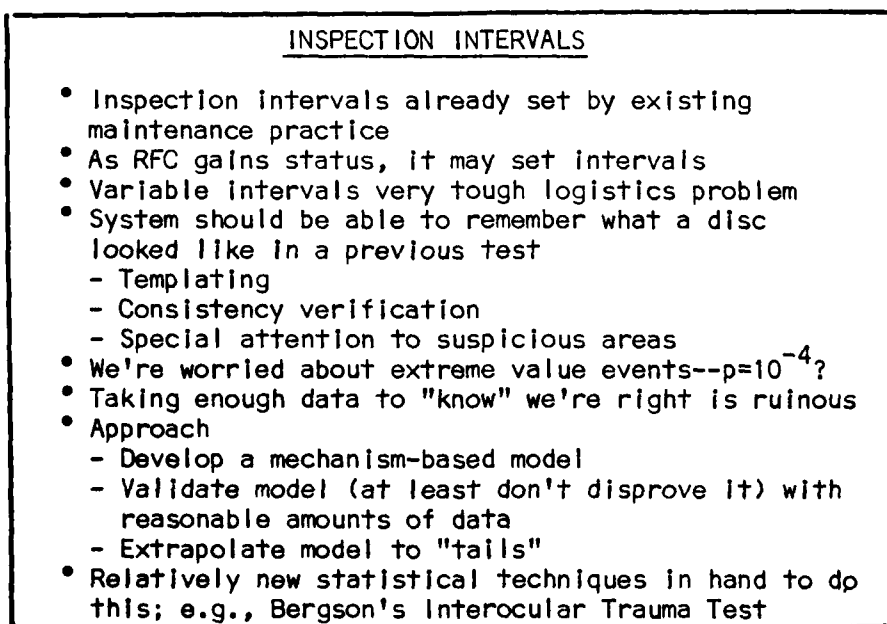 INSPECTION INTERVALS
• Inspection intervals already set by existing
maintenance practice
• As RFC gains status, it may set intervals
• Variable intervals very tough logistics problem
• System should be able to remember what a disc
looked like in a previous test
- Templating
- Consistency verification
- Special attention to suspicious areas
• We're worried about extreme value events--p=10⁻⁴?
• Taking enough data to "know" we're right is ruinous
• Approach
- Develop a mechanism-based model
- Validate model (at least don't disprove it) with
reasonable amounts of data
- Extrapolate model to "tails"
• Relatively new statistical techniques in hand to do
this; e.g., Bergson's Interocular Trauma Test